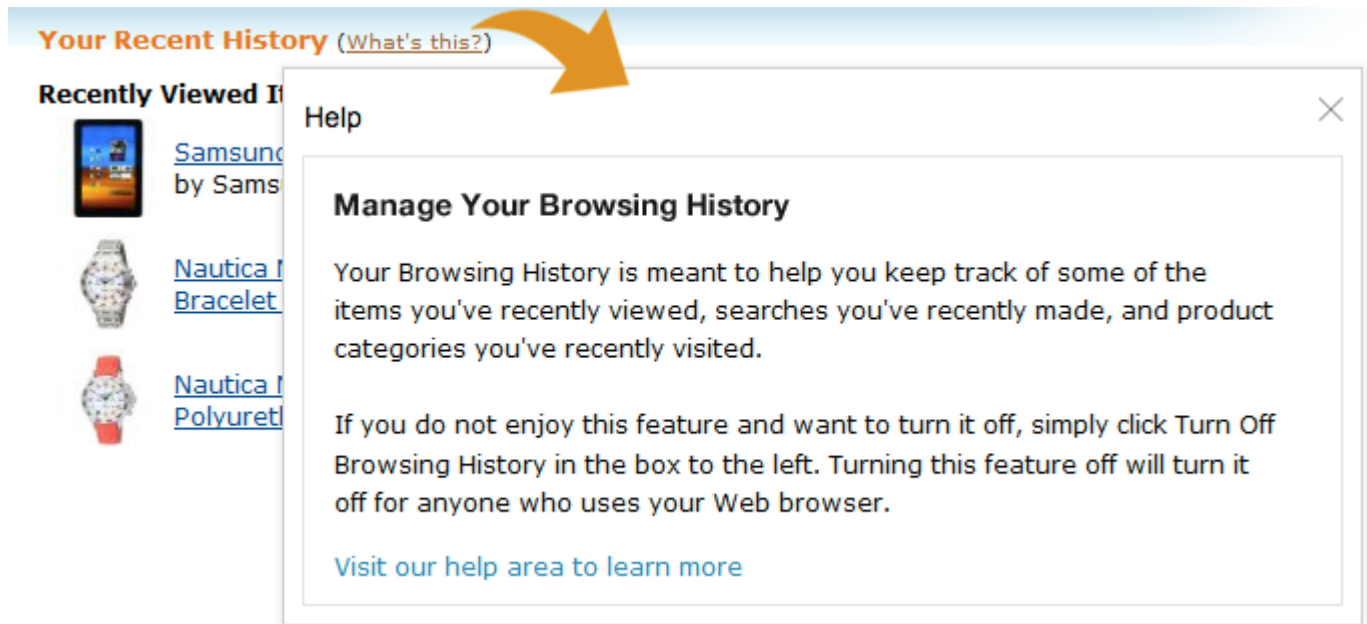 Your Recent History (What's this?)
Recently Viewed
Samsung
by
Nautica
Bracelet
Nautica
Help
Manage Your Browsing History
Your Browsing History is meant to help you keep track of some of the
items you've recently viewed, searches you've recently made, and product
categories you've recently visited.
If you do not enjoy this feature and want to turn it off, simply click Turn Off
Browsing History in the box to the left. Turning this feature off will turn it
off for anyone who uses your Web browser.
Visit our help area to learn more